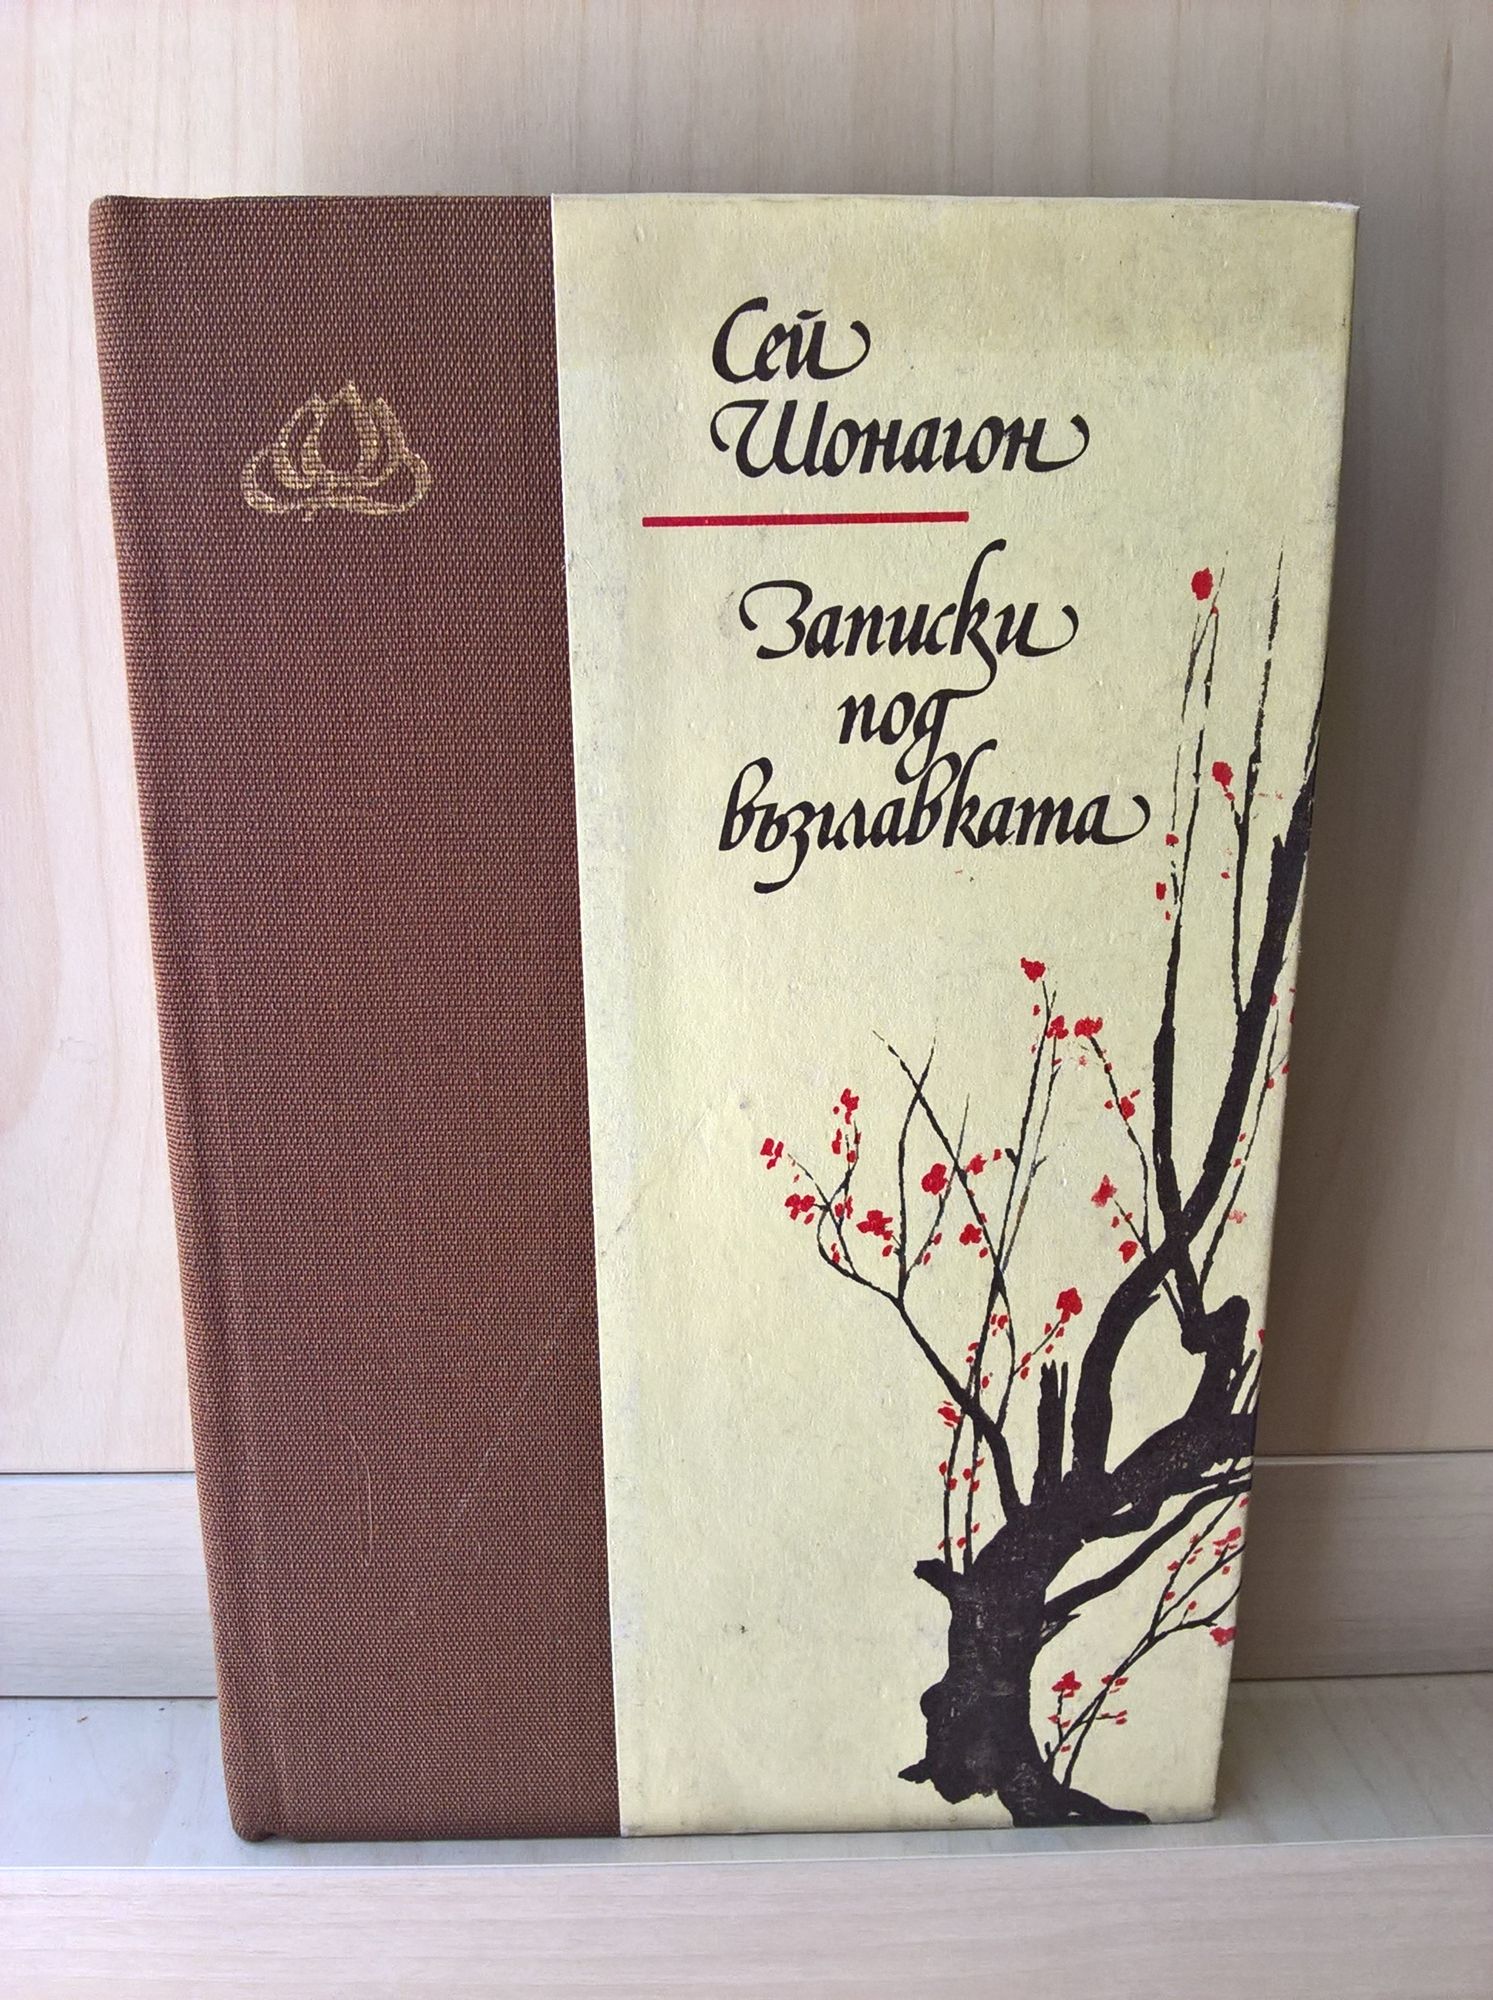 Сей
Шонагон
Записки
под
възглавката